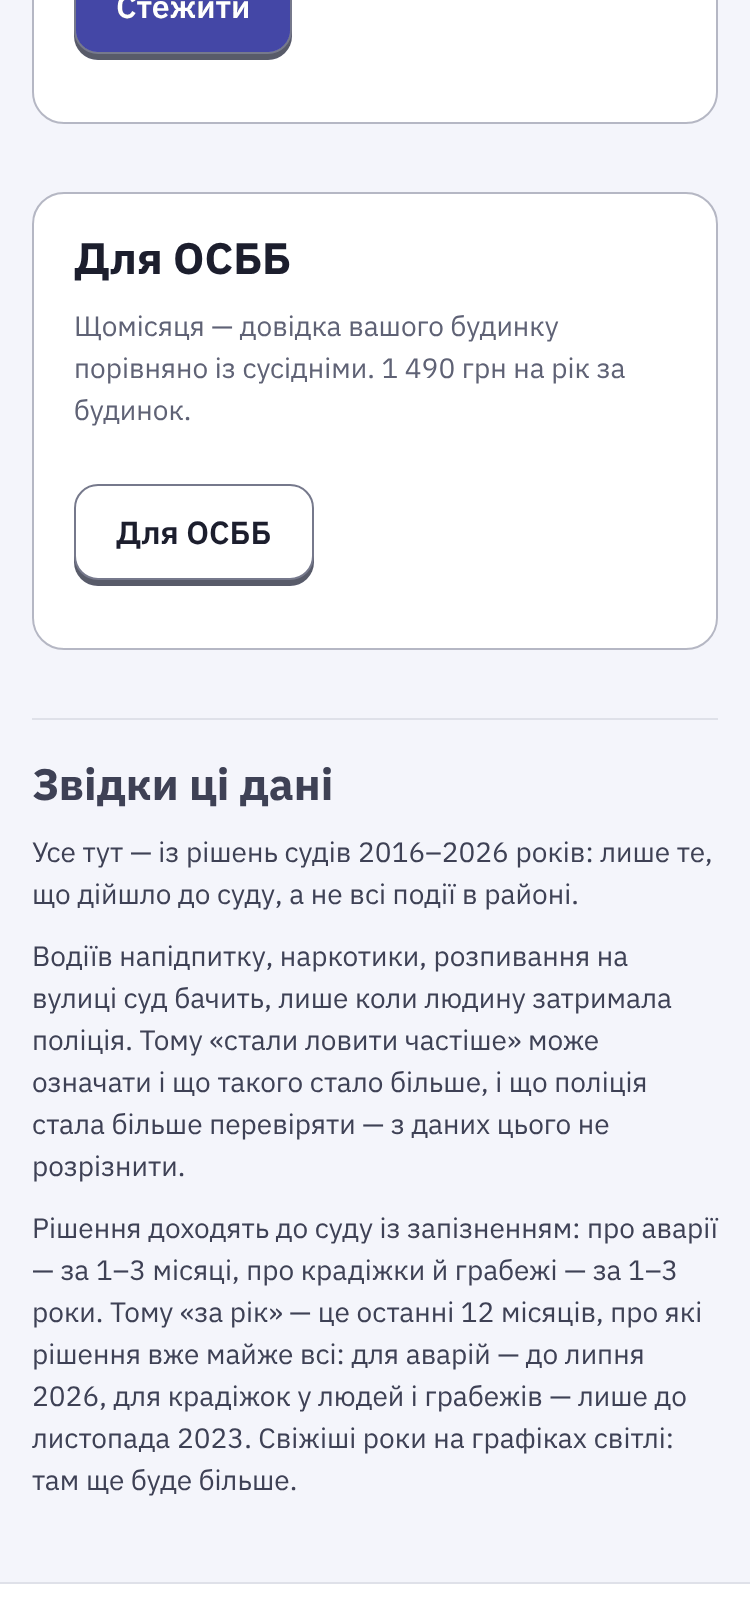 Стежити
Для ОСББ
Щомісяця — довідка вашого будинку
порівняно із сусідніми. 1 490 грн на рік за
будинок.
Для ОСББ
Звідки ці дані
Усе тут — із рішень судів 2016–2026 років: лише те,
що дійшло до суду, а не всі події в районі.
Водіїв напідпитку, наркотики, розпивання на
вулиці суд бачить, лише коли людину затримала
поліція. Тому «стали ловити частіше» може
означати і що такого стало більше, і що поліція
стала більше перевіряти — з даних цього не
розрізнити.
Рішення доходять до суду із запізненням: про аварії
— за 1–3 місяці, про крадіжки й грабежі — за 1–3
роки. Тому «за рік» — це останні 12 місяців, про які
рішення вже майже всі: для аварій — до липня
2026, для крадіжок у людей і грабежів — лише до
листопада 2023. Свіжіші роки на графіках світлі:
там ще буде більше.